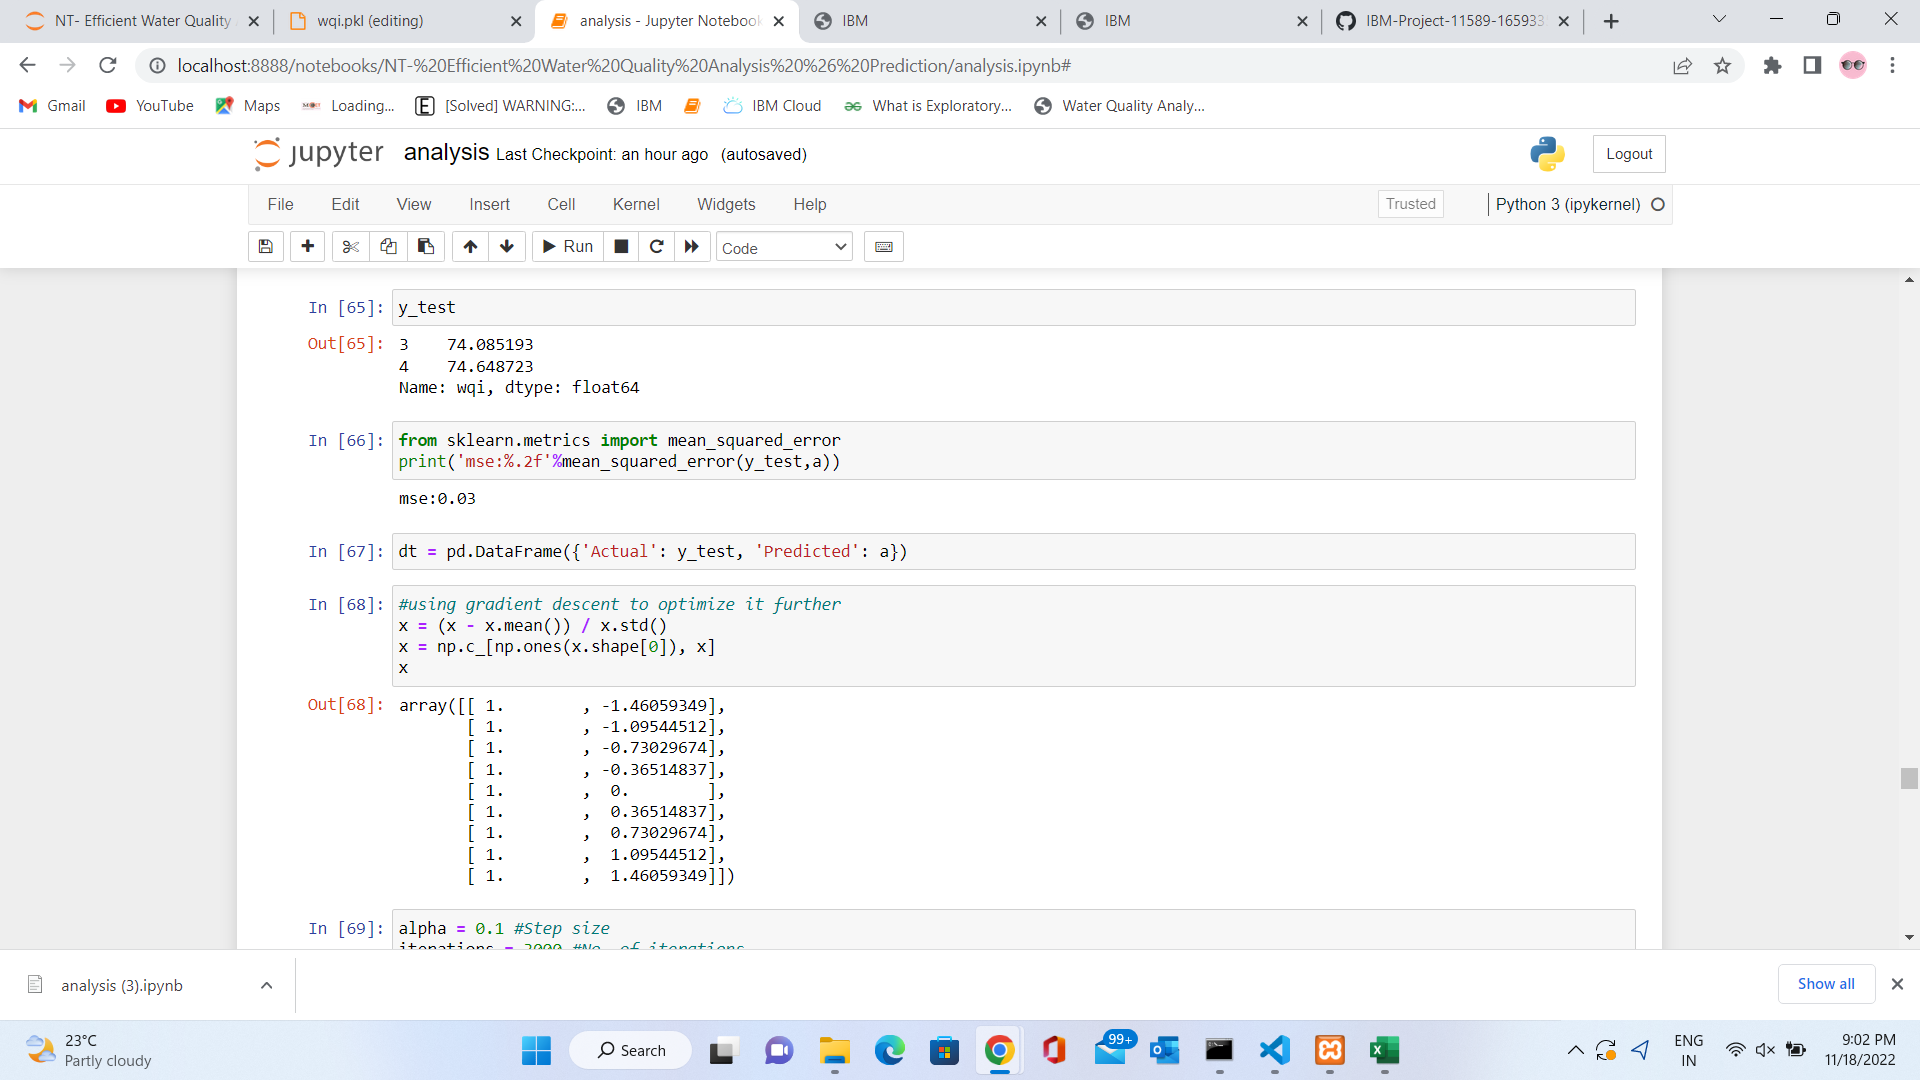 NT- Efficient Water Quality
wqi.pkl (editing)
analysis - Jupyter Notebook
IBM
IBM
IBM-Project-11589-165933
localhost:8888/notebooks/NT-%20Efficient%20Water%20Quality%20Analysis%20%26%20Prediction/analysis.ipynb#
Gmail
YouTube
Maps
Loading...
[Solved] WARNING:...
IBM
IBM Cloud
What is Exploratory...
Water Quality Analy...
jupyter analysis Last Checkpoint: an hour ago (autosaved)
Logout
File Edit View Insert Cell Kernel Widgets Help
Trusted
Python 3 (ipykernel)
Run
Code
In [65]: y_test
Out[65]: 3    74.085193
4    74.648723
Name: wqi, dtype: float64
In [66]: from sklearn.metrics import mean_squared_error
print('mse:%.2f'%mean_squared_error(y_test,a))
mse:0.03
In [67]: dt = pd.DataFrame({'Actual': y_test, 'Predicted': a})
In [68]: #using gradient descent to optimize it further
x = (x - x.mean()) / x.std()
x = np.c_[np.ones(x.shape[0]), x]
x
Out[68]: array([[ 1.        , -1.46059349],
[ 1.        , -1.09544512],
[ 1.        , -0.73029674],
[ 1.        , -0.36514837],
[ 1.        ,  0.        ],
[ 1.        ,  0.36514837],
[ 1.        ,  0.73029674],
[ 1.        ,  1.09544512],
[ 1.        ,  1.46059349]])
In [69]: alpha = 0.1 #Step size
iterations = 3000 #No. of iterations
analysis (3).ipynb
Show all
23°C
Partly cloudy
Search
99+
ENG
IN
9:02 PM
11/18/2022